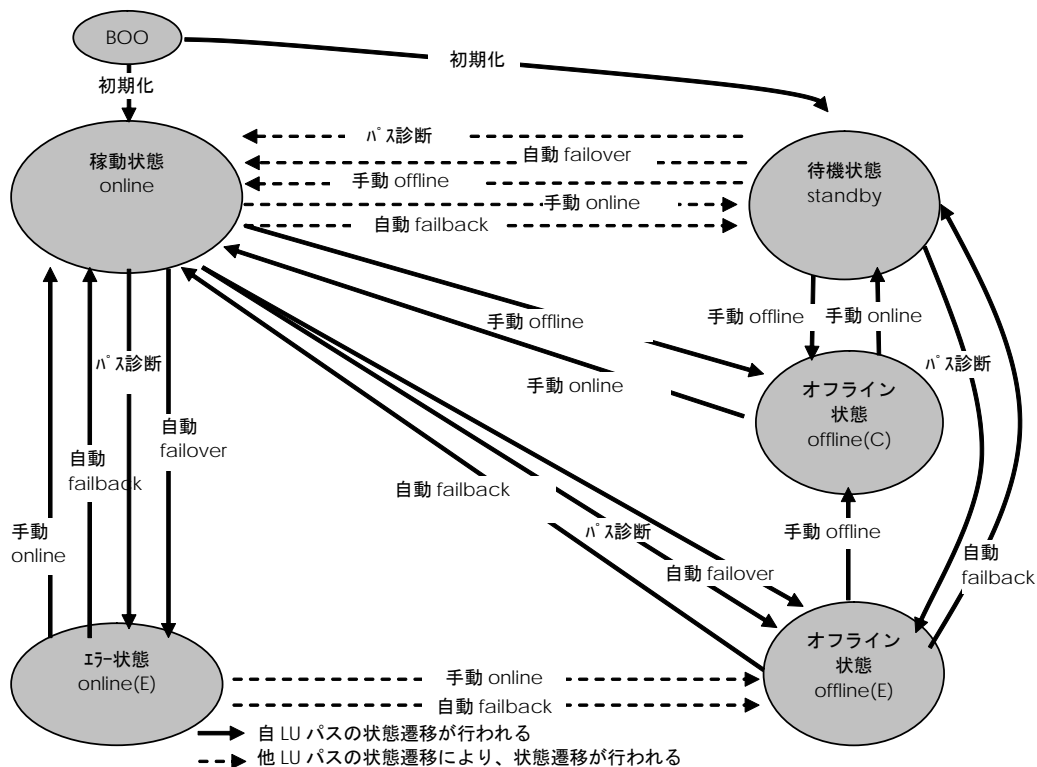 BOO
初期化
初期化
稼動状態
online
待機状態
standby
パス診断
自動 failover
手動 offline
手動 online
自動 failback
手動 offline
手動 online
手動 offline
手動 online
パス診断
オフライン
状態
offline(C)
パス診断
自動
failover
自動
failback
手動
online
自動 failback
パス診断
自動 failover
手動 offline
自動
failback
エラー状態
online(E)
オフライン
状態
offline(E)
手動 online
自動 failback
自 LU パスの状態遷移が行われる
他 LU パスの状態遷移により、状態遷移が行われる